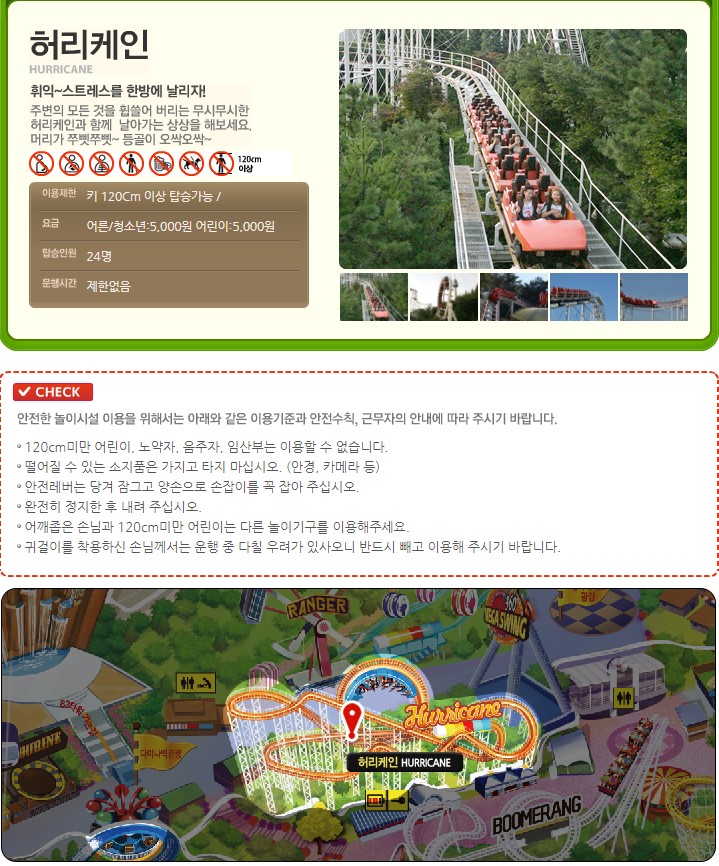 허리케인
HURRICANE
휘익~스트레스를 한방에 날리자!
주변의 모든 것을 휩쓸어 버리는 무시무시한
허리케인과 함께 날아가는 상상을 해보세요.
머리가 쭈삣쭈삣~ 등골이 오싹오싹~
120cm
이상
이용제한 키 120Cm 이상 탑승가능 /
요금 어른/청소년:5,000원 어린이:5,000원
탑승인원 24명
운행시간 제한없음
CHECK
안전한 놀이시설 이용을 위해서는 아래와 같은 이용기준과 안전수칙, 근무자의 안내에 따라 주시기 바랍니다.
120cm미만 어린이, 노약자, 음주자, 임산부는 이용할 수 없습니다.
떨어질 수 있는 소지품은 가지고 타지 마십시오. (안경, 카메라 등)
안전레버는 당겨 잠그고 양손으로 손잡이를 꼭 잡아 주십시오.
완전히 정지한 후 내려 주십시오.
어깨좁은 손님과 120cm미만 어린이는 다른 놀이기구를 이용해주세요.
귀걸이를 착용하신 손님께서는 운행 중 다칠 우려가 있사오니 반드시 빼고 이용해 주시기 바랍니다.
RANGER
360°
MEGA SWING
광장
Hurricane
허리케인 HURRICANE
BOOMERANG